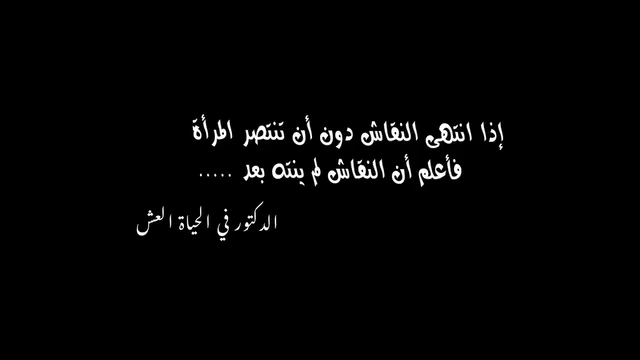 إذا انتهى النقاش دون أن تنتصر المرأة
فأعلم أن النقاش لم ينته بعد .....
الدكتور في الحياة العش